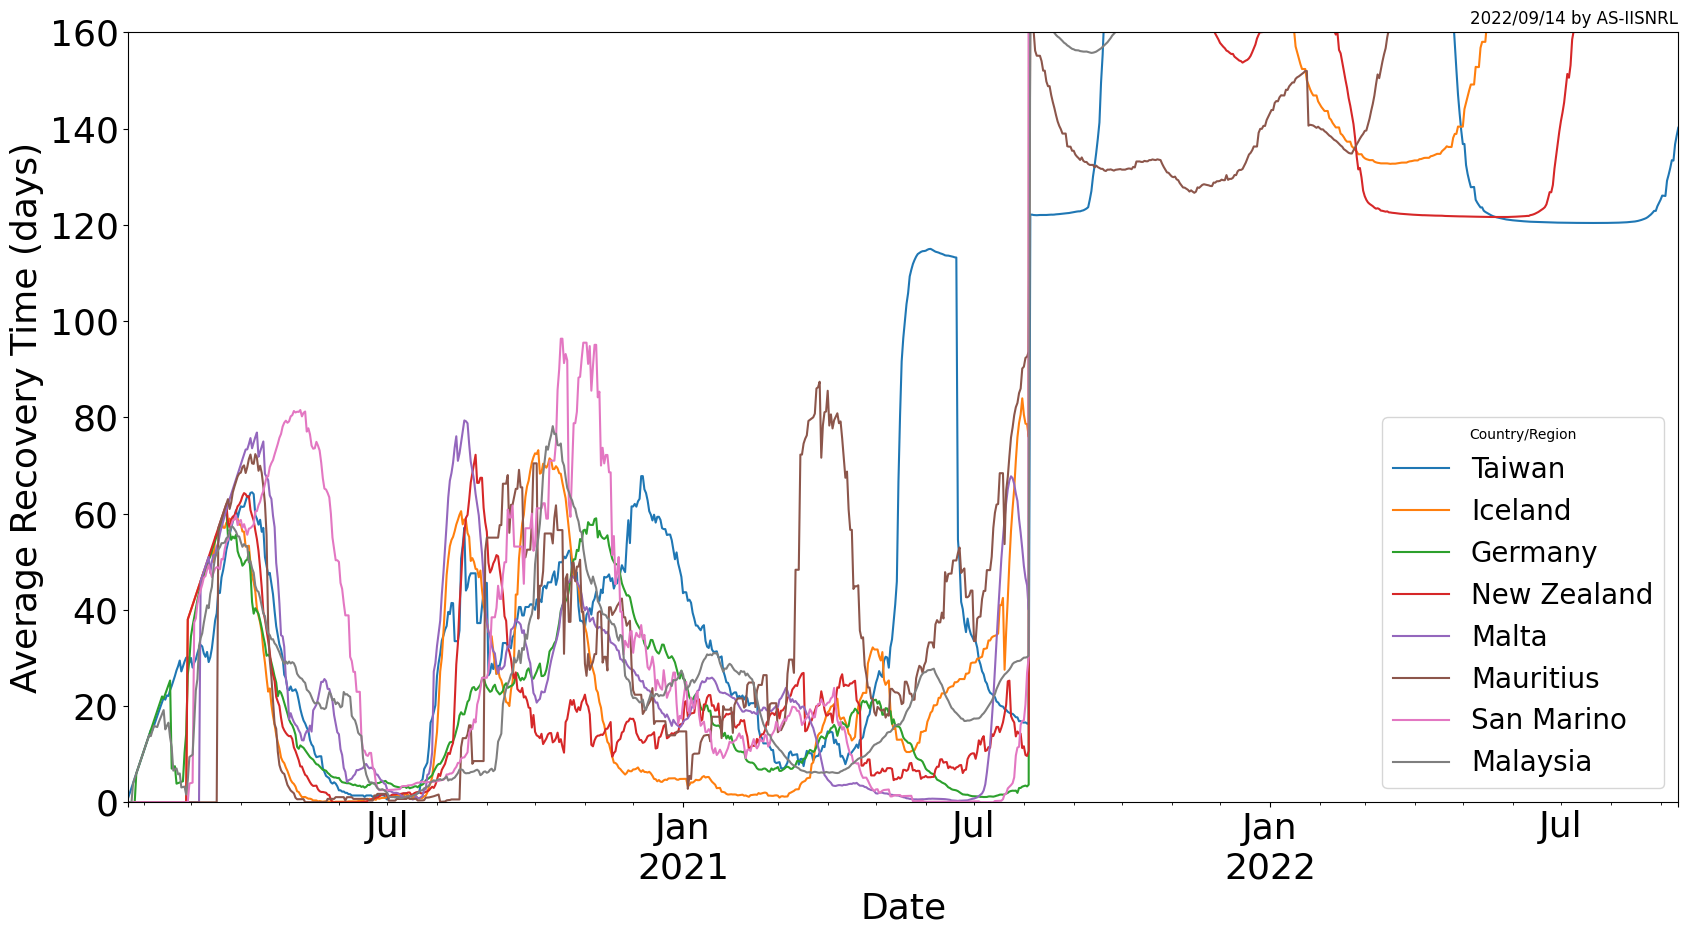 2022/09/14 by AS-IISNRL
160
140
120
100
80
60
40
20
0
Average Recovery Time (days)
Jul
Jan
2021
Jul
Jan
2022
Jul
Date
Country/Region
Taiwan
Iceland
Germany
New Zealand
Malta
Mauritius
San Marino
Malaysia